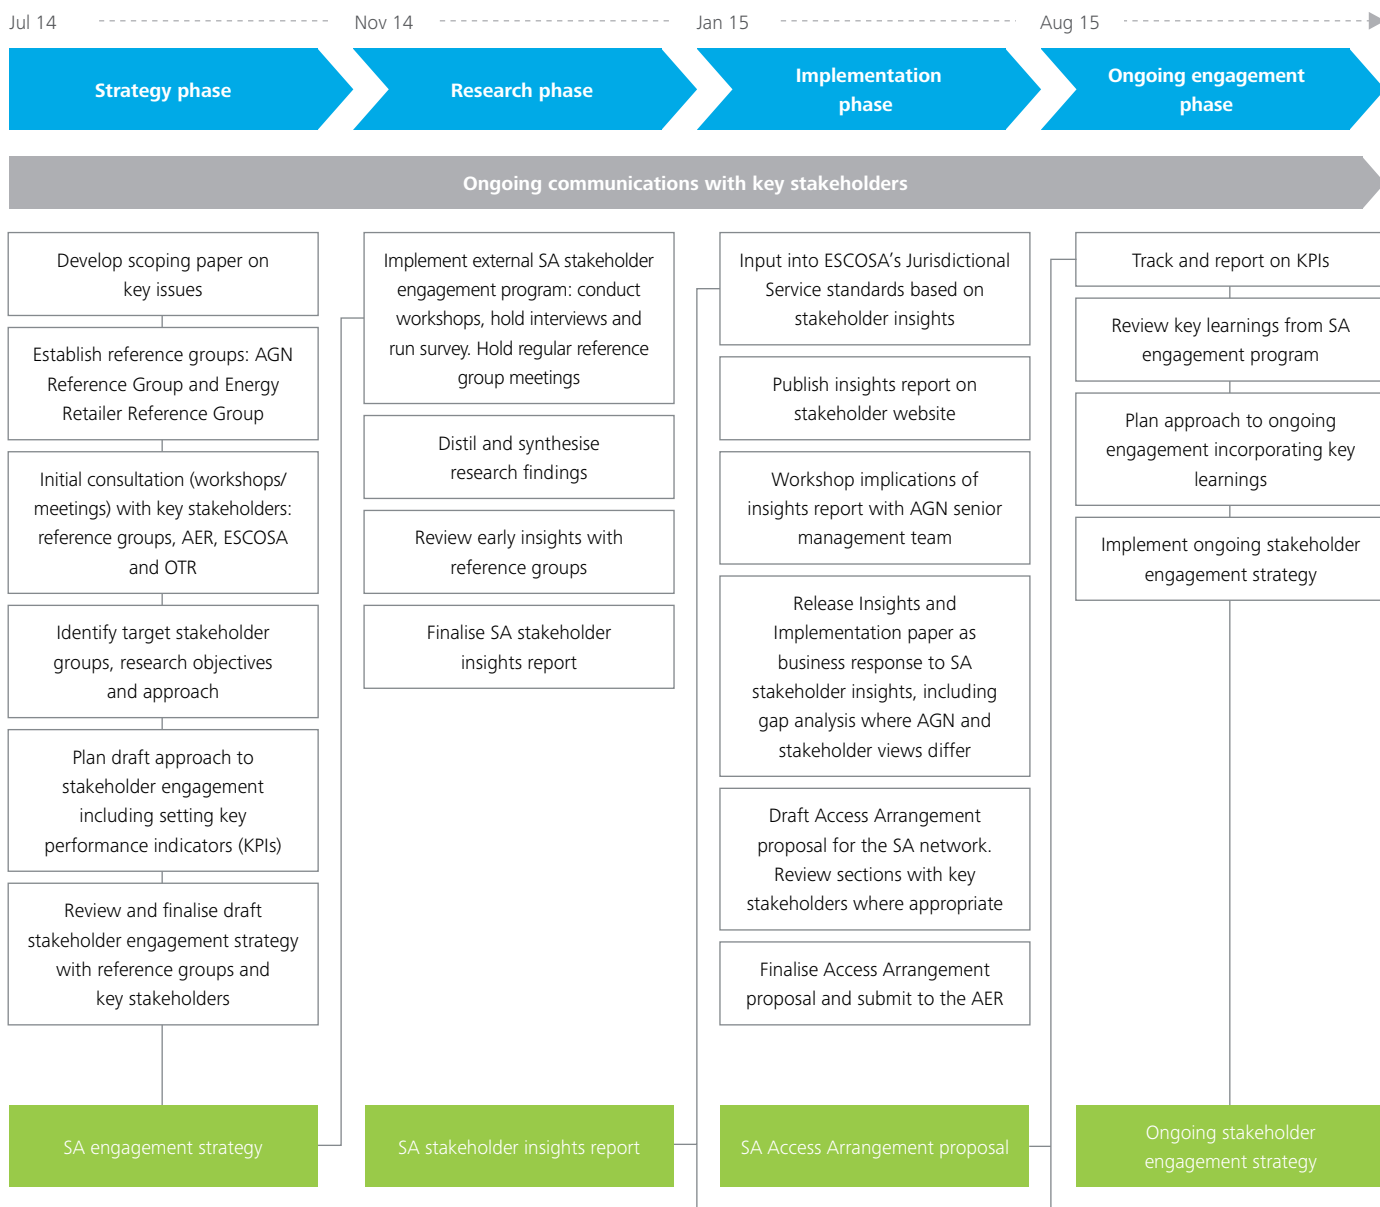 Jul 14
Nov 14
Jan 15
Aug 15
Strategy phase
Research phase
Implementation
phase
Ongoing engagement
phase
Ongoing communications with key stakeholders
Develop scoping paper on
key issues
Establish reference groups: AGN
Reference Group and Energy
Retailer Reference Group
Initial consultation (workshops/
meetings) with key stakeholders:
reference groups, AER, ESCOSA
and OTR
Identify target stakeholder
groups, research objectives
and approach
Plan draft approach to
stakeholder engagement
including setting key
performance indicators (KPIs)
Review and finalise draft
stakeholder engagement strategy
with reference groups and
key stakeholders
SA engagement strategy
Implement external SA stakeholder
engagement program: conduct
workshops, hold interviews and
run survey. Hold regular reference
group meetings
Distil and synthesise
research findings
Review early insights with
reference groups
Finalise SA stakeholder
insights report
SA stakeholder insights report
Input into ESCOSA's Jurisdictional
Service standards based on
stakeholder insights
Publish insights report on
stakeholder website
Workshop implications of
insights report with AGN senior
management team
Release Insights and
Implementation paper as
business response to SA
stakeholder insights, including
gap analysis where AGN and
stakeholder views differ
Draft Access Arrangement
proposal for the SA network.
Review sections with key
stakeholders where appropriate
Finalise Access Arrangement
proposal and submit to the AER
SA Access Arrangement proposal
Track and report on KPIs
Review key learnings from SA
engagement program
Plan approach to ongoing
engagement incorporating key
learnings
Implement ongoing stakeholder
engagement strategy
Ongoing stakeholder
engagement strategy